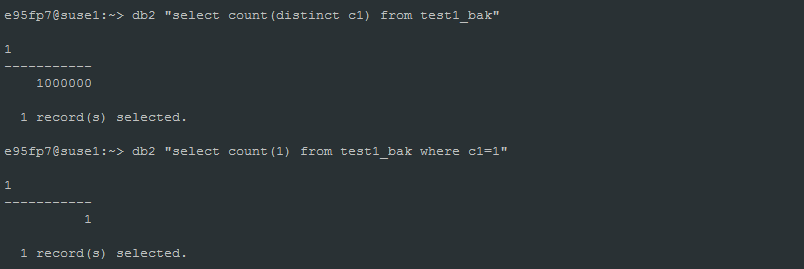 e95fp7@suse1:~> db2 "select count(distinct c1) from test1_bak"
1
-----------
    1000000
  1 record(s) selected.
e95fp7@suse1:~> db2 "select count(1) from test1_bak where c1=1"
1
-----------
          1
  1 record(s) selected.